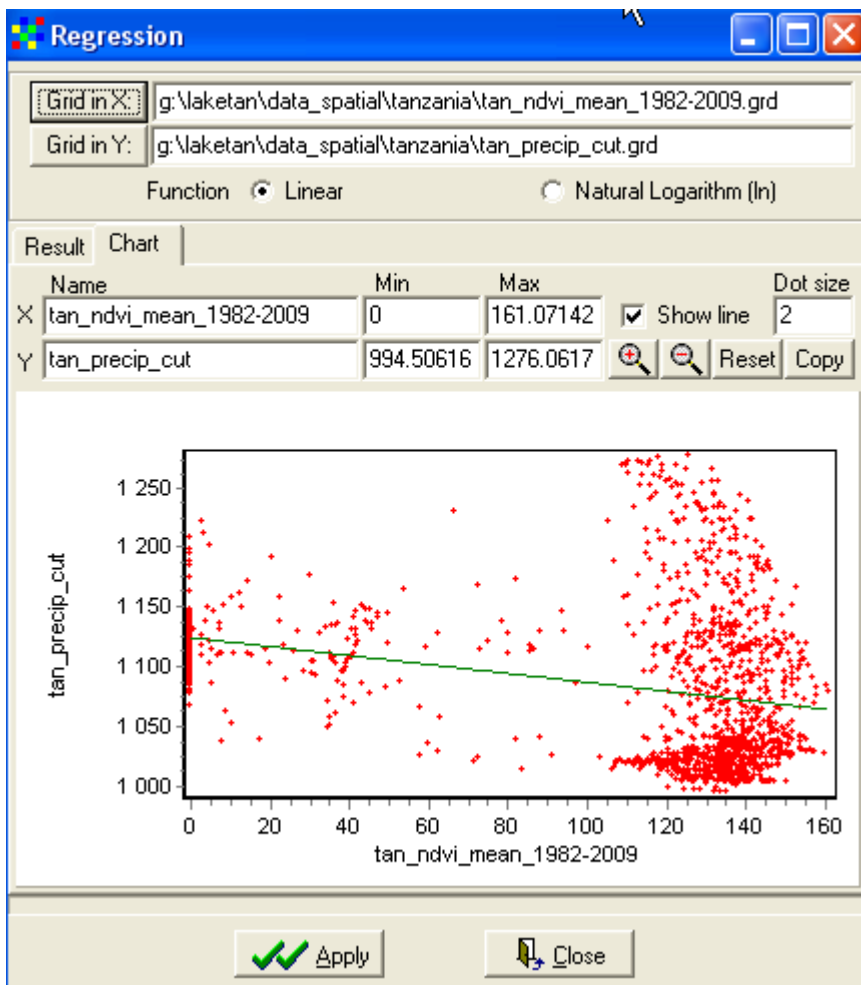 Regression
Grid in X: g:\laketan\data_spatial\tanzania\tan_ndvi_mean_1982-2009.grd
Grid in Y: g:\laketan\data_spatial\tanzania\tan_precip_cut.grd
Function Linear Natural Logarithm (ln)
Result Chart
Name Min Max Dot size
X tan_ndvi_mean_1982-2009 0 161.07142 Show line 2
Y tan_precip_cut 994.50616 1276.0617 Reset Copy
1 250
1 200
1 150
1 100
1 050
1 000
tan_precip_cut
0 20 40 60 80 100 120 140 160
tan_ndvi_mean_1982-2009
Apply Close